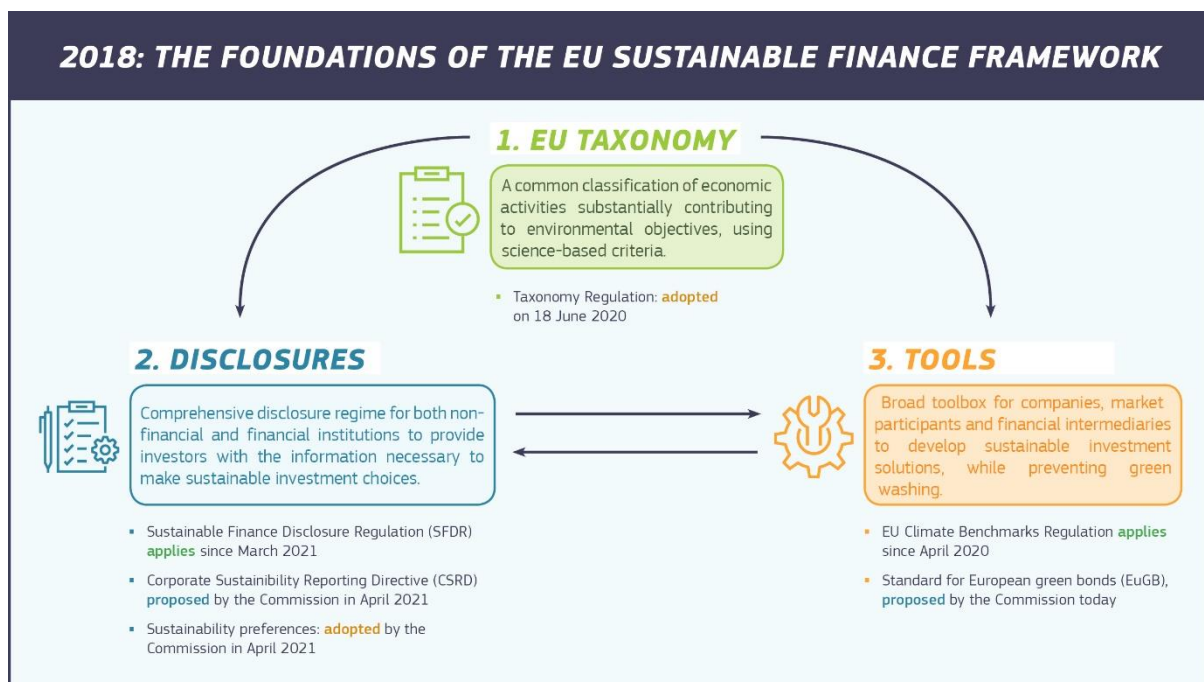 2018: THE FOUNDATIONS OF THE EU SUSTAINABLE FINANCE FRAMEWORK
1. EU TAXONOMY
A common classification of economic
activities substantially contributing
to environmental objectives, using
science-based criteria.
▪ Taxonomy Regulation: adopted
on 18 June 2020
2. DISCLOSURES
Comprehensive disclosure regime for both non-
financial and financial institutions to provide
investors with the information necessary to
make sustainable investment choices.
▪ Sustainable Finance Disclosure Regulation (SFDR)
applies since March 2021
▪ Corporate Sustainibility Reporting Directive (CSRD)
proposed by the Commission in April 2021
▪ Sustainability preferences: adopted by the
Commission in April 2021
3. TOOLS
Broad toolbox for companies, market
participants and financial intermediaries
to develop sustainable investment
solutions, while preventing green
washing.
▪ EU Climate Benchmarks Regulation applies
since April 2020
▪ Standard for European green bonds (EuGB),
proposed by the Commission today